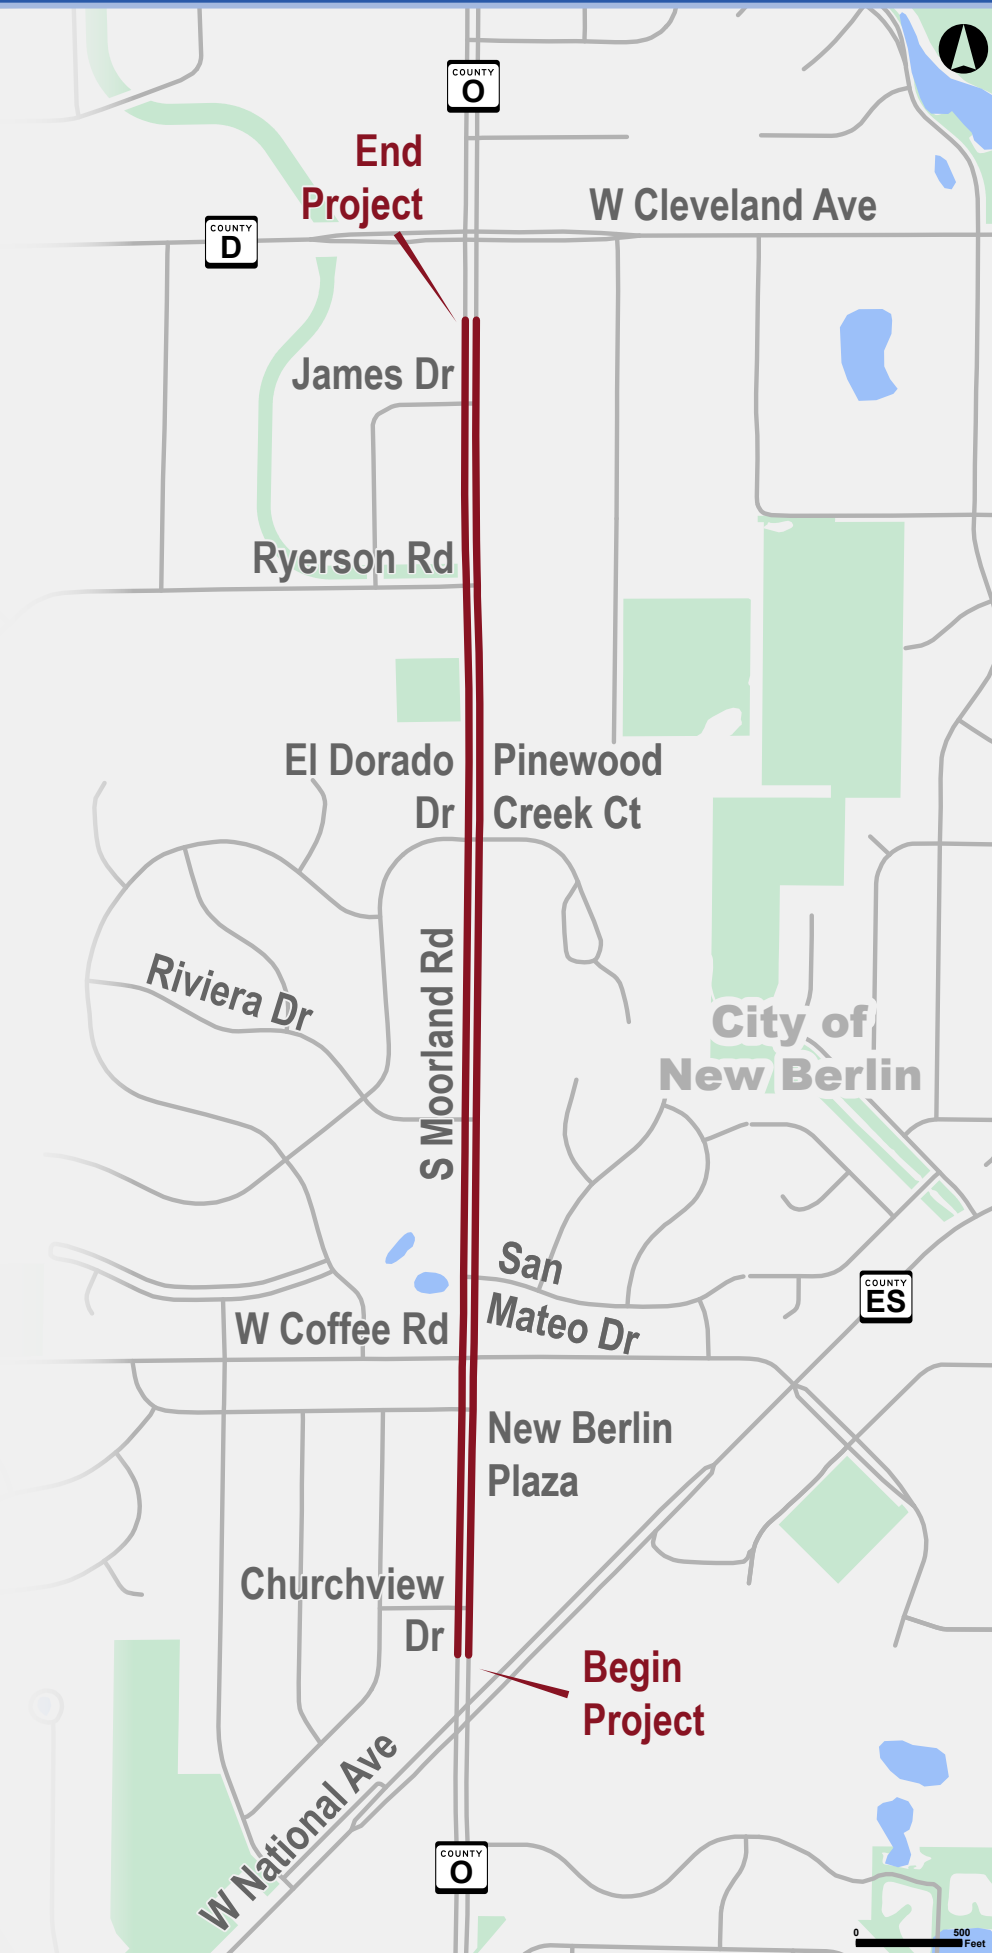 COUNTY
O
End
Project
W Cleveland Ave
COUNTY
D
James Dr
Ryerson Rd
El Dorado
Dr
Pinewood
Creek Ct
S Moorland Rd
Riviera Dr
City of
New Berlin
San
Mateo Dr
COUNTY
ES
W Coffee Rd
New Berlin
Plaza
Churchview
Dr
Begin
Project
W National Ave
COUNTY
O
0 500
Feet